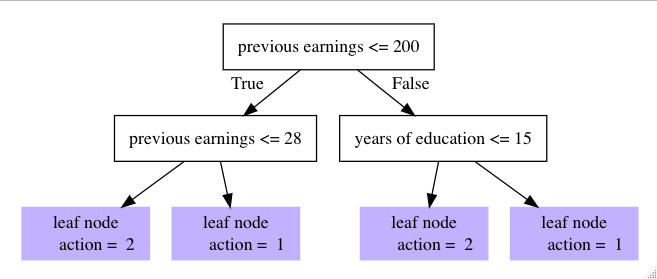 previous earnings <= 200
True
False
previous earnings <= 28
years of education <= 15
leaf node
action = 2
leaf node
action = 1
leaf node
action = 2
leaf node
action = 1